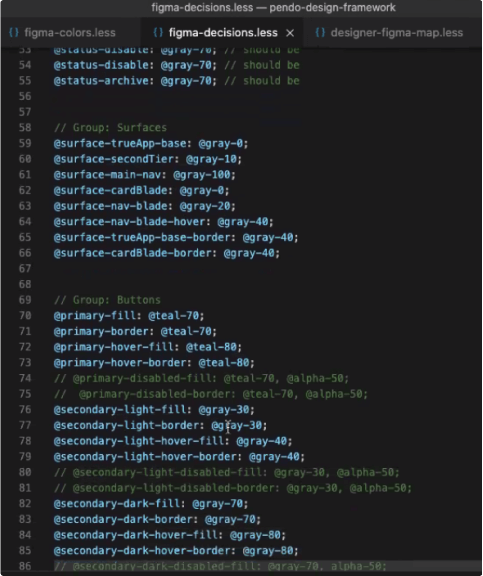 figma-decisions.less — pendo-design-framework
{} figma-colors.less {} figma-decisions.less × {} designer-figma-map.less
53 @status-disable: @gray-70; // should be
54 @status-disable: @gray-70; // should be
55 @status-archive: @gray-70; // should be
56
57
58 // Group: Surfaces
59 @surface-trueApp-base: @gray-0;
60 @surface-secondTier: @gray-10;
61 @surface-main-nav: @gray-100;
62 @surface-cardBlade: @gray-0;
63 @surface-nav-blade: @gray-20;
64 @surface-nav-blade-hover: @gray-40;
65 @surface-trueApp-base-border: @gray-40;
66 @surface-cardBlade-border: @gray-40;
67
68
69 // Group: Buttons
70 @primary-fill: @teal-70;
71 @primary-border: @teal-70;
72 @primary-hover-fill: @teal-80;
73 @primary-hover-border: @teal-80;
74 // @primary-disabled-fill: @teal-70, @alpha-50;
75 //  @primary-disabled-border: @teal-70, @alpha-50;
76 @secondary-light-fill: @gray-30;
77 @secondary-light-border: @gray-30;
78 @secondary-light-hover-fill: @gray-40;
79 @secondary-light-hover-border: @gray-40;
80 // @secondary-light-disabled-fill: @gray-30, @alpha-50;
81 // @secondary-light-disabled-border: @gray-30, @alpha-50;
82 @secondary-dark-fill: @gray-70;
83 @secondary-dark-border: @gray-70;
84 @secondary-dark-hover-fill: @gray-80;
85 @secondary-dark-hover-border: @gray-80;
86 // @secondary-dark-disabled-fill: @gray-70, alpha-50;